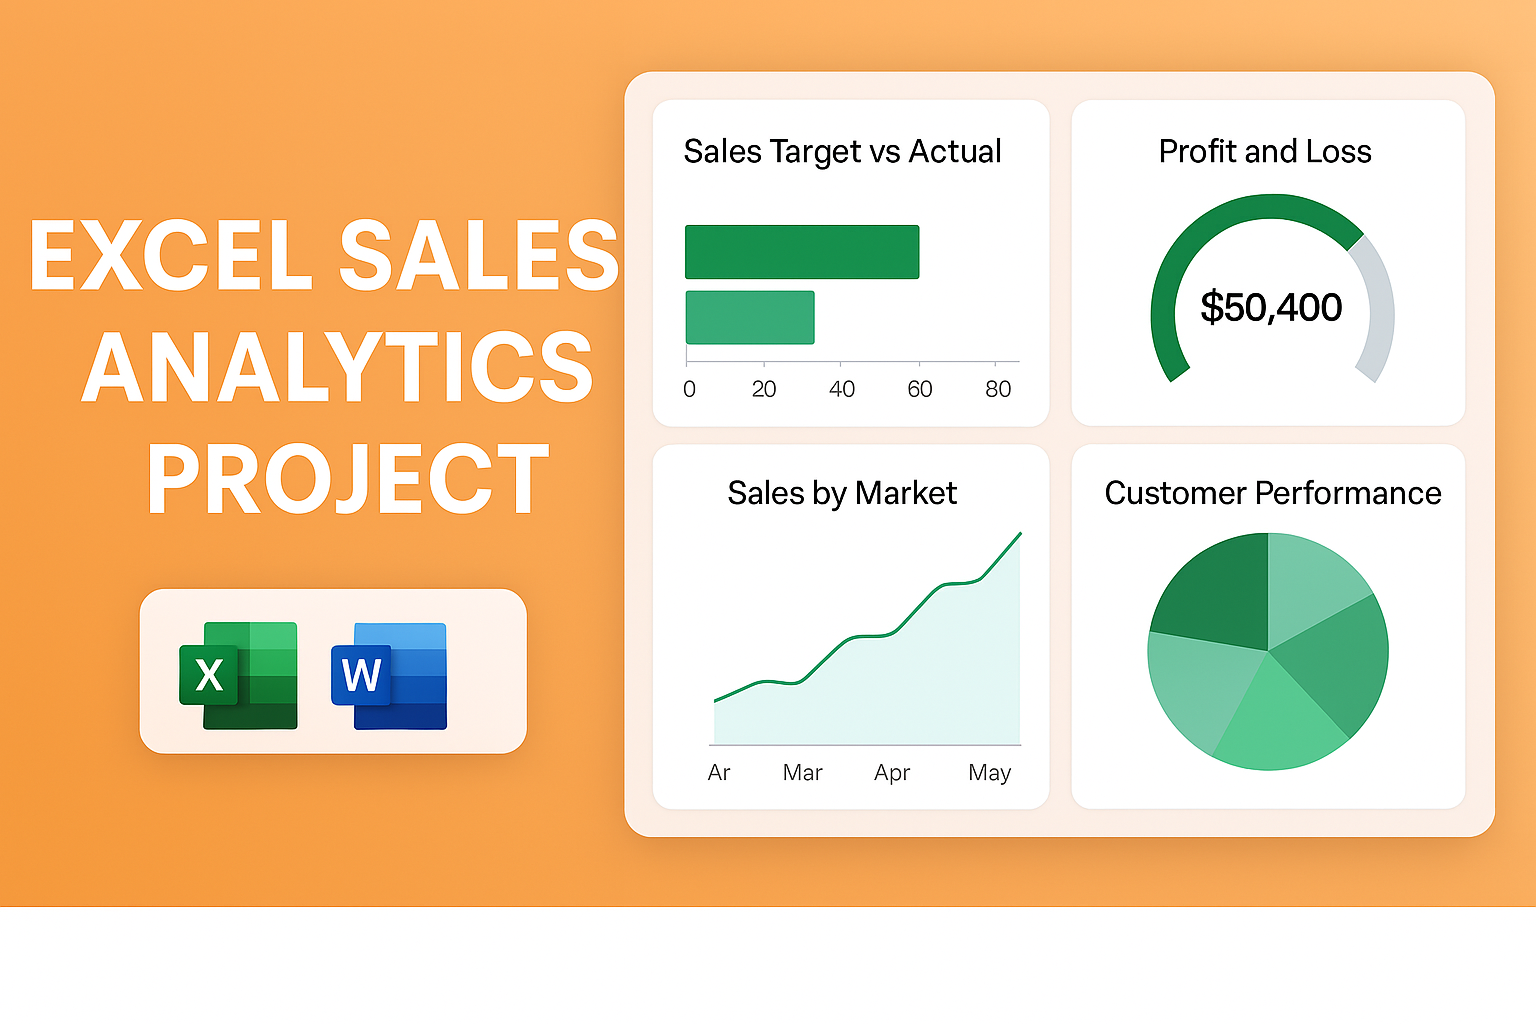 EXCEL SALES
ANALYTICS
PROJECT
X
W
Sales Target vs Actual
0 20 40 60 80
Profit and Loss
$50,400
Sales by Market
Ar Mar Apr May
Customer Performance